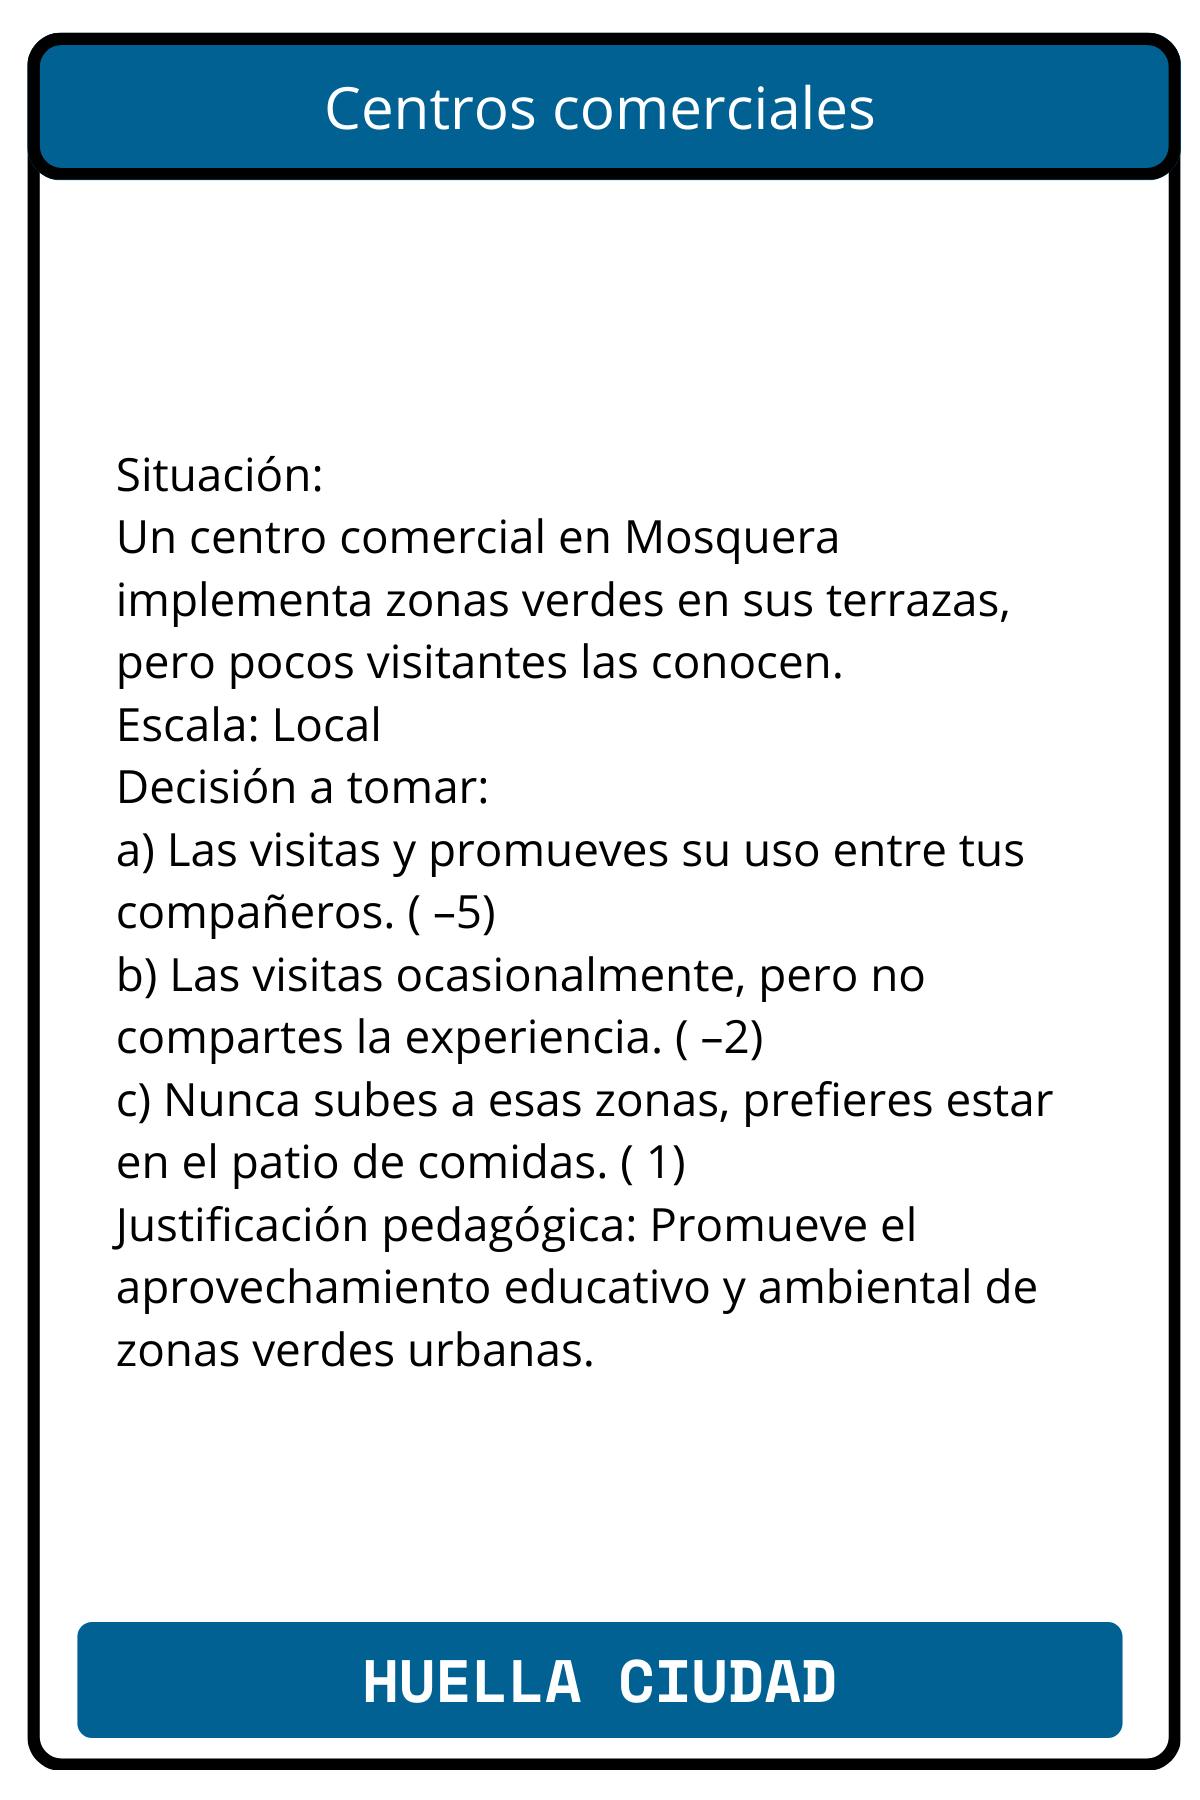 Centros comerciales
Situación:
Un centro comercial en Mosquera
implementa zonas verdes en sus terrazas,
pero pocos visitantes las conocen.
Escala: Local
Decisión a tomar:
a) Las visitas y promueves su uso entre tus
compañeros. ( –5)
b) Las visitas ocasionalmente, pero no
compartes la experiencia. ( –2)
c) Nunca subes a esas zonas, prefieres estar
en el patio de comidas. ( 1)
Justificación pedagógica: Promueve el
aprovechamiento educativo y ambiental de
zonas verdes urbanas.
HUELLA CIUDAD